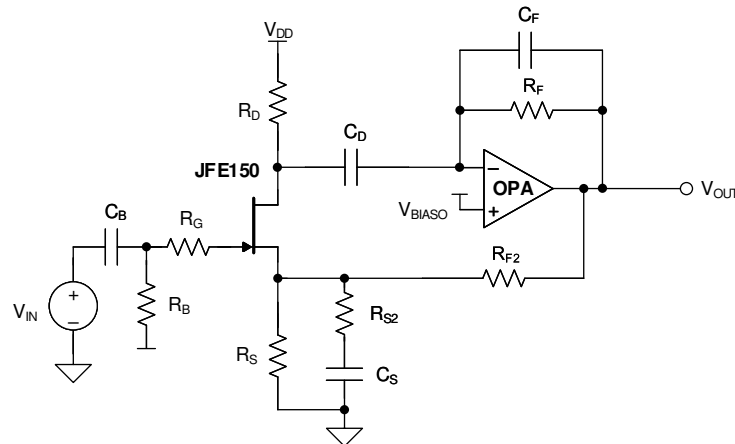 V_DD
C_F
R_D
R_F
C_D
JFE150
OPA
V_OUT
V_BIASO
C_B
R_G
R_F2
V_IN
R_B
R_S2
R_S
C_S